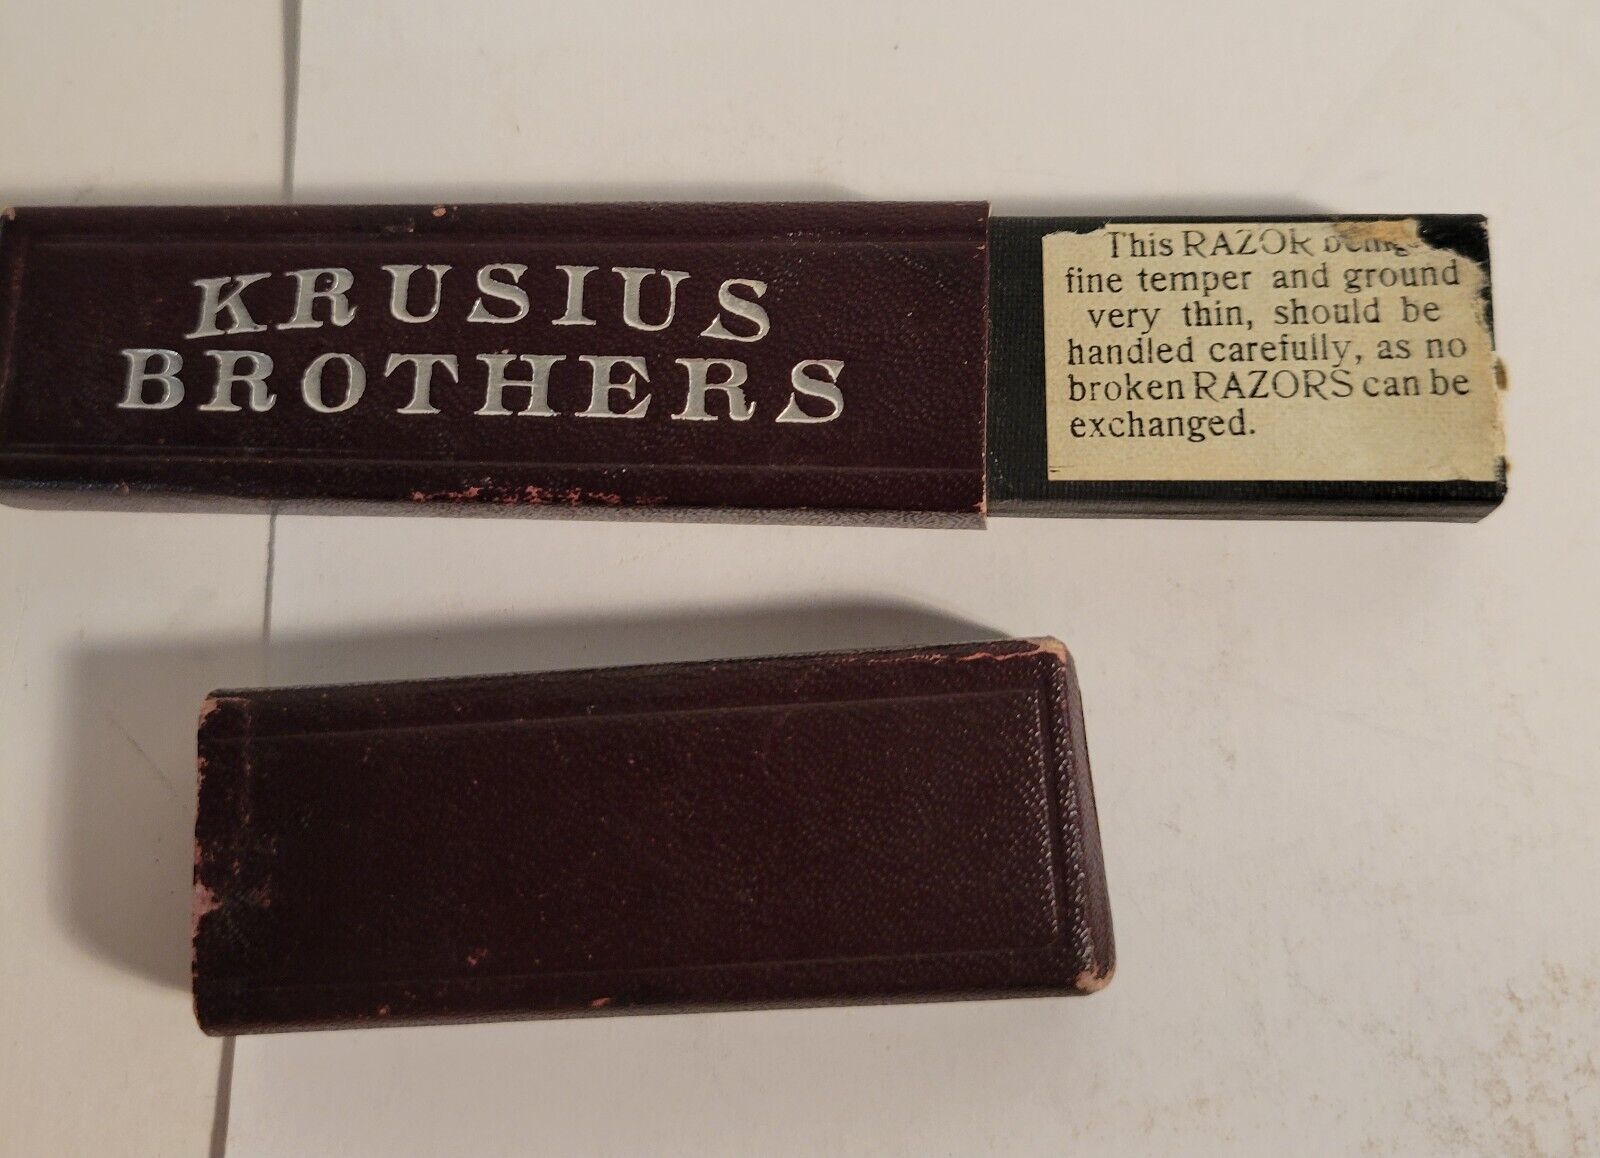 KRUSIUS
BROTHERS
This RAZOR being
fine temper and ground
very thin, should be
handled carefully, as no
broken RAZORS can be
exchanged.